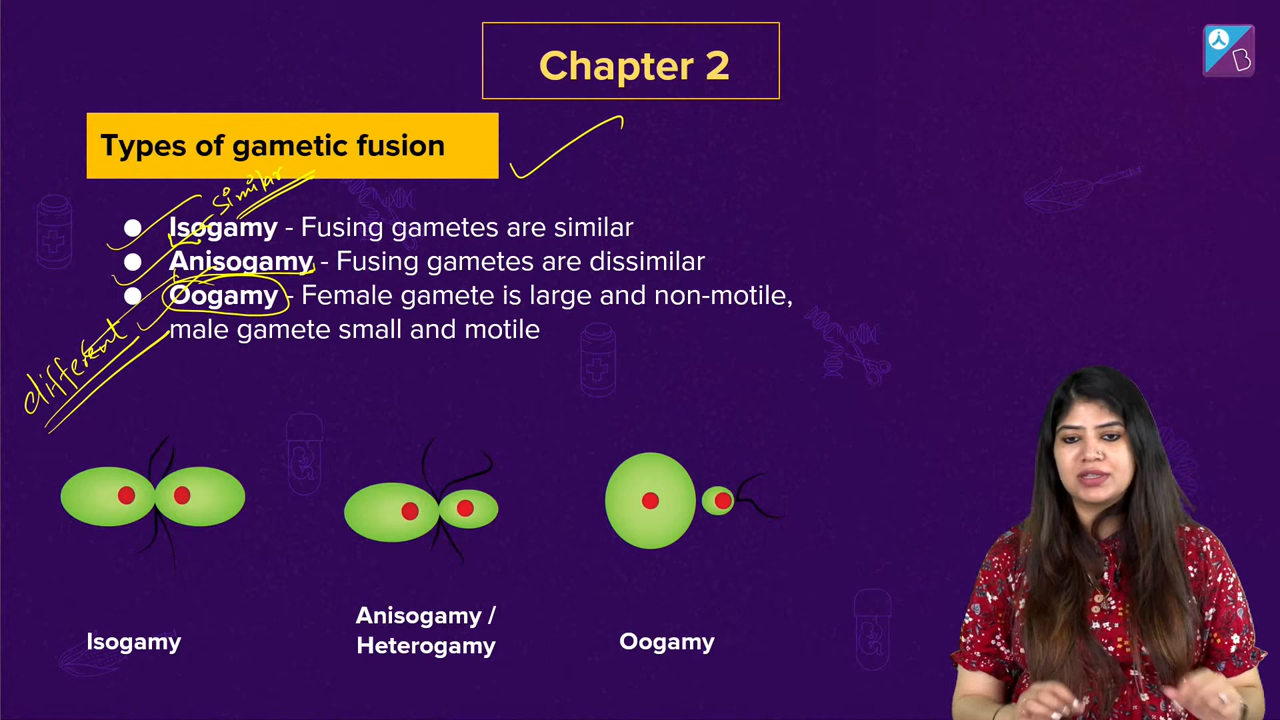 Chapter 2
Types of gametic fusion
similar
● Isogamy - Fusing gametes are similar
● Anisogamy - Fusing gametes are dissimilar
● Oogamy - Female gamete is large and non-motile,
male gamete small and motile
different
Isogamy
Anisogamy /
Heterogamy
Oogamy
B